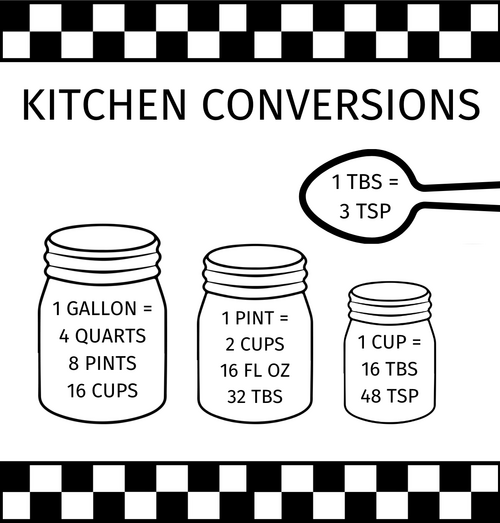 KITCHEN CONVERSIONS
1 TBS =
3 TSP
1 GALLON =
4 QUARTS
8 PINTS
16 CUPS
1 PINT =
2 CUPS
16 FL OZ
32 TBS
1 CUP =
16 TBS
48 TSP